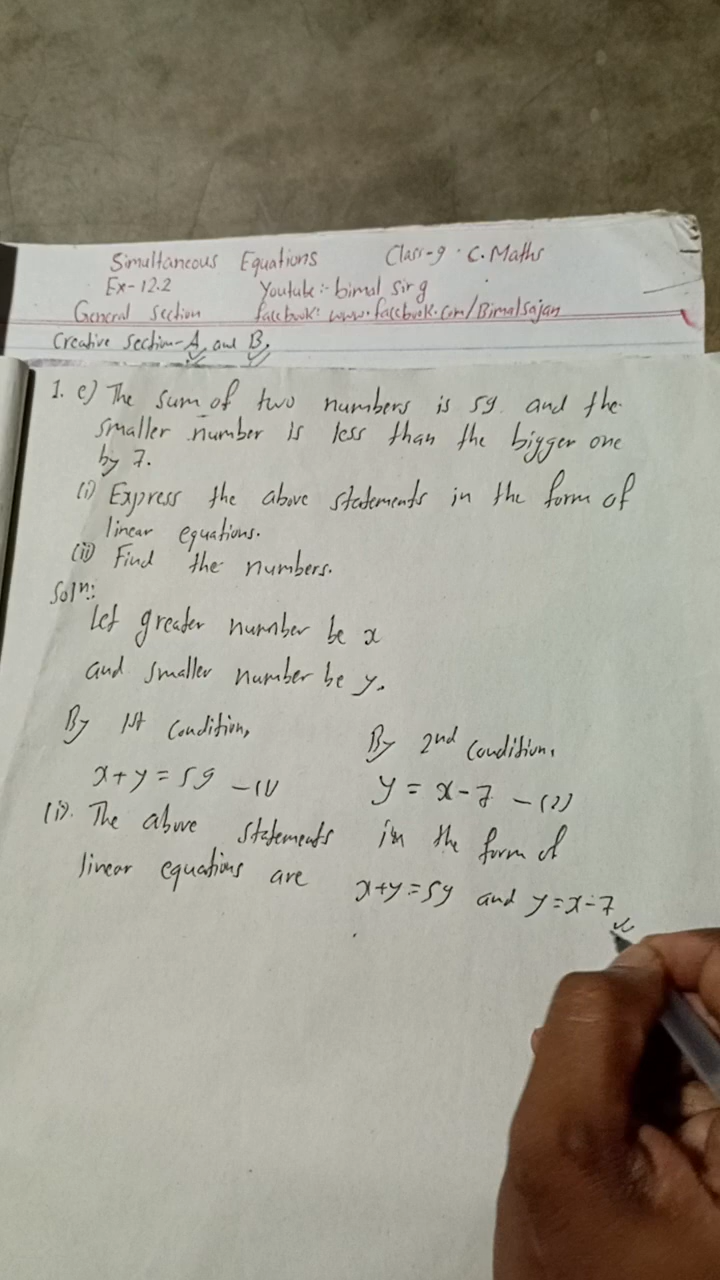 Simultaneous Equations Class-9 C. Maths
Ex-12.2 Youtube:- bimal sir g
General section facebook: www.facebook.com/Bimalsajan
Creative section-A and B.
1. e) The sum of two numbers is 59 and the
smaller number is less than the bigger one
by 7.
(i) Express the above statements in the form of
linear equations.
(ii) Find the numbers.
Soln:
Let greater number be x
and smaller number be y.
By 1st Condition, By 2nd Condition,
x+y = 59 -(1) y = x-7 -(2)
(i). The above statements in the form of
linear equations are x+y=59 and y=x-7